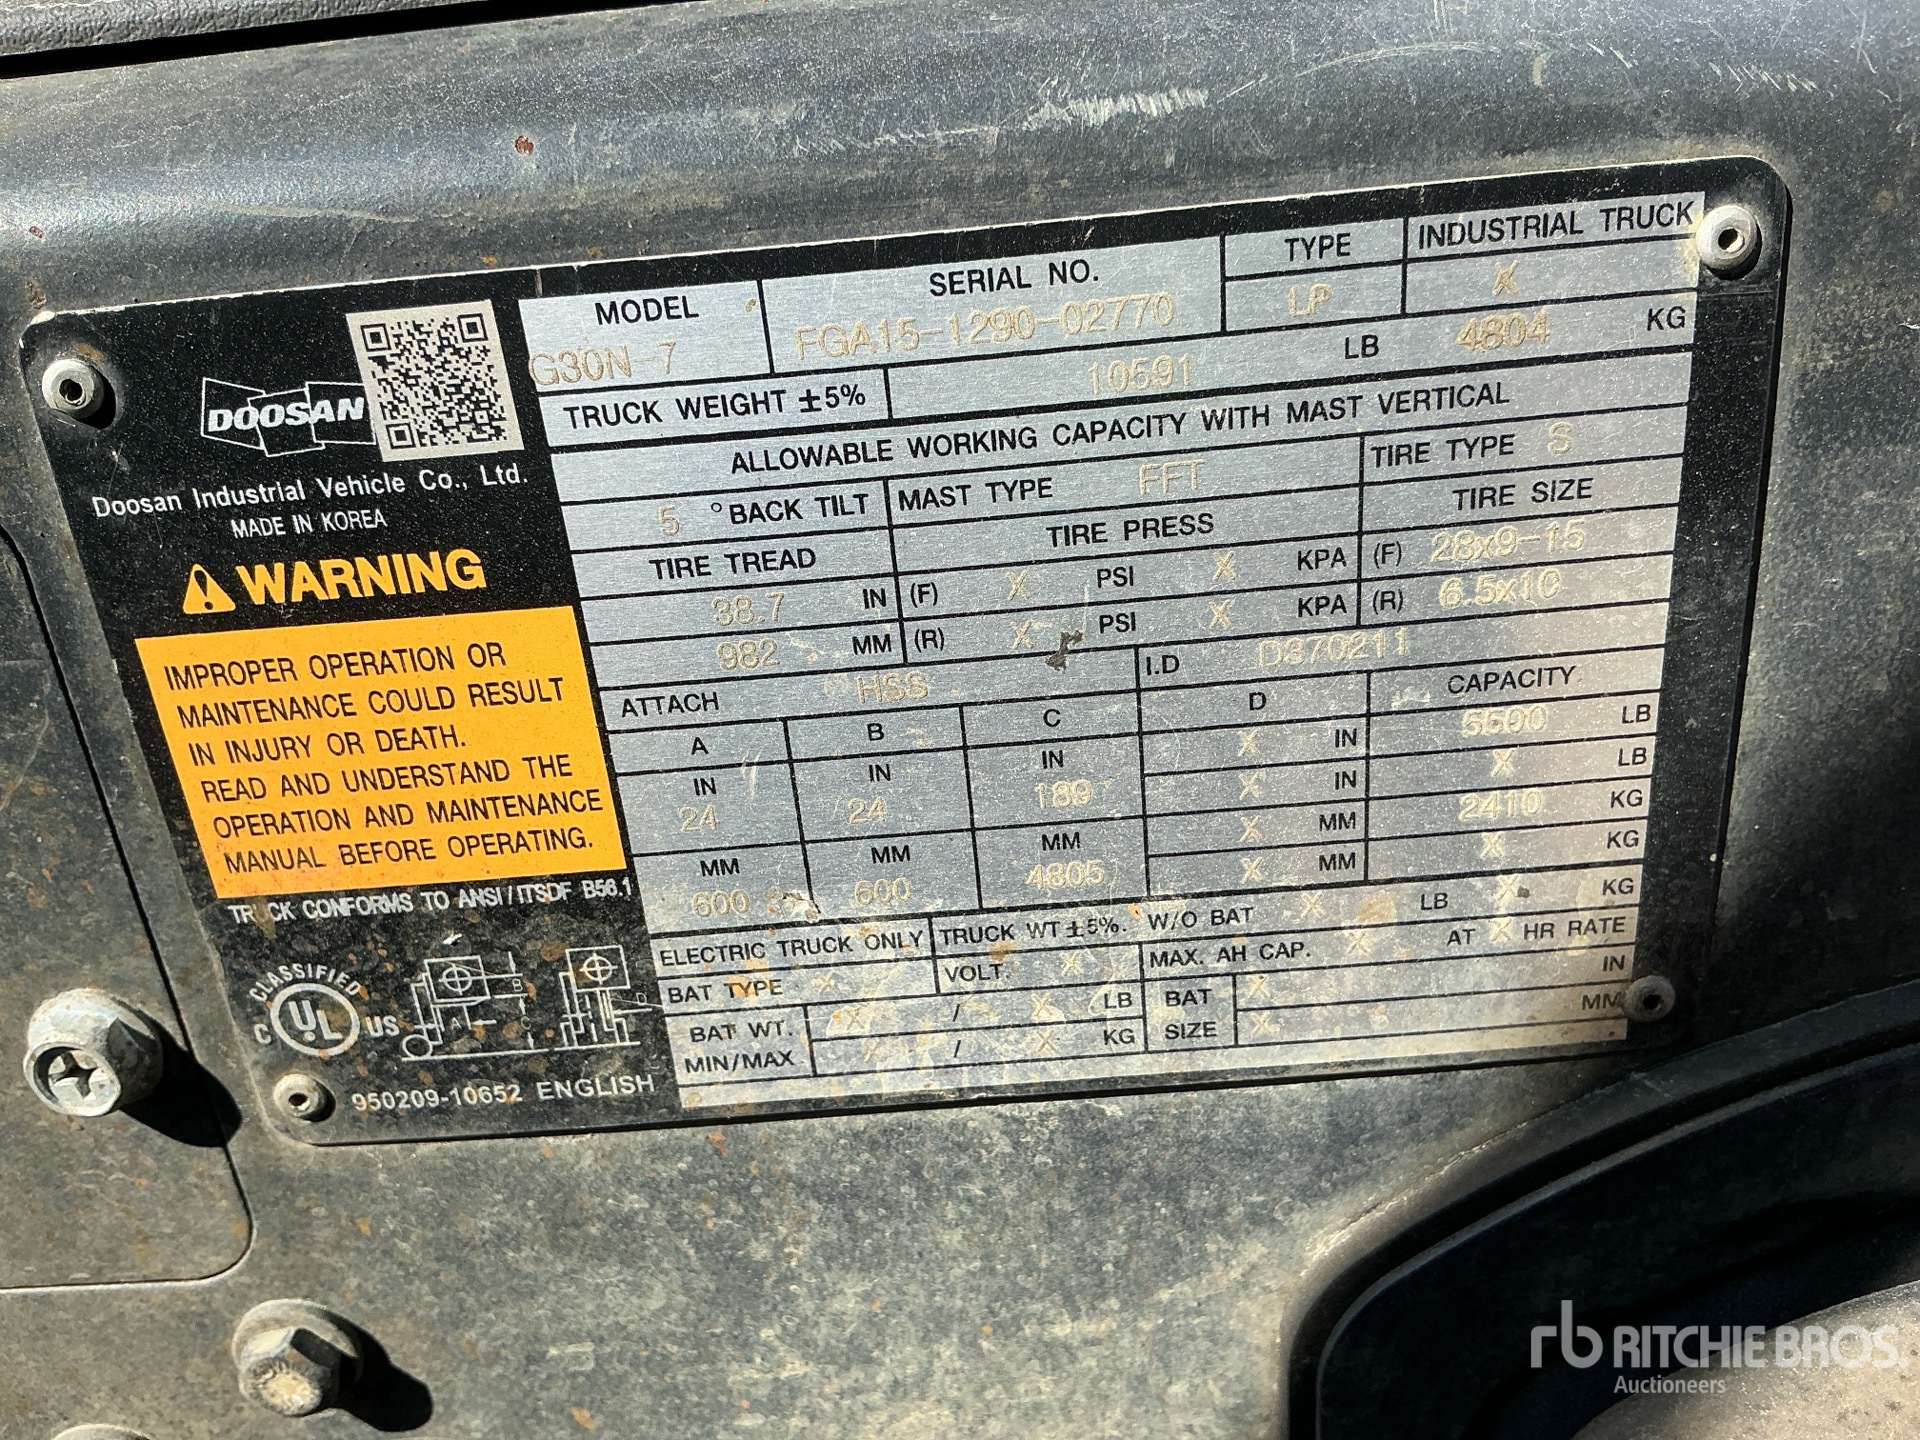 DOOSAN
Doosan Industrial Vehicle Co., Ltd.
MADE IN KOREA
WARNING
IMPROPER OPERATION OR
MAINTENANCE COULD RESULT
IN INJURY OR DEATH.
READ AND UNDERSTAND THE
OPERATION AND MAINTENANCE
MANUAL BEFORE OPERATING.
TRUCK CONFORMS TO ANSI/ITSDF B56.1
CLASSIFIED
C UL US
A B C D
950209-10652 ENGLISH
MODEL SERIAL NO. TYPE INDUSTRIAL TRUCK
G30N-7 FGA15-1290-02770 LP X
TRUCK WEIGHT ±5% 10591 LB 4804 KG
ALLOWABLE WORKING CAPACITY WITH MAST VERTICAL
5 °BACK TILT MAST TYPE FFT TIRE TYPE S
TIRE TREAD TIRE PRESS TIRE SIZE
38.7 IN (F) X PSI X KPA (F) 28x9-15
982 MM (R) X PSI X KPA (R) 6.5x10
ATTACH HSS I.D D370211
A B C D CAPACITY
IN IN IN X IN 5500 LB
24 24 189 X IN X LB
MM MM MM X MM 2410 KG
600 600 4805 X MM X KG
ELECTRIC TRUCK ONLY TRUCK WT ±5%. W/O BAT X LB X KG
BAT TYPE X VOLT. X MAX. AH CAP. X AT X HR RATE
BAT WT. X / X LB BAT X IN
MIN/MAX X / X KG SIZE X MM
rb RITCHIE BROS.
Auctioneers